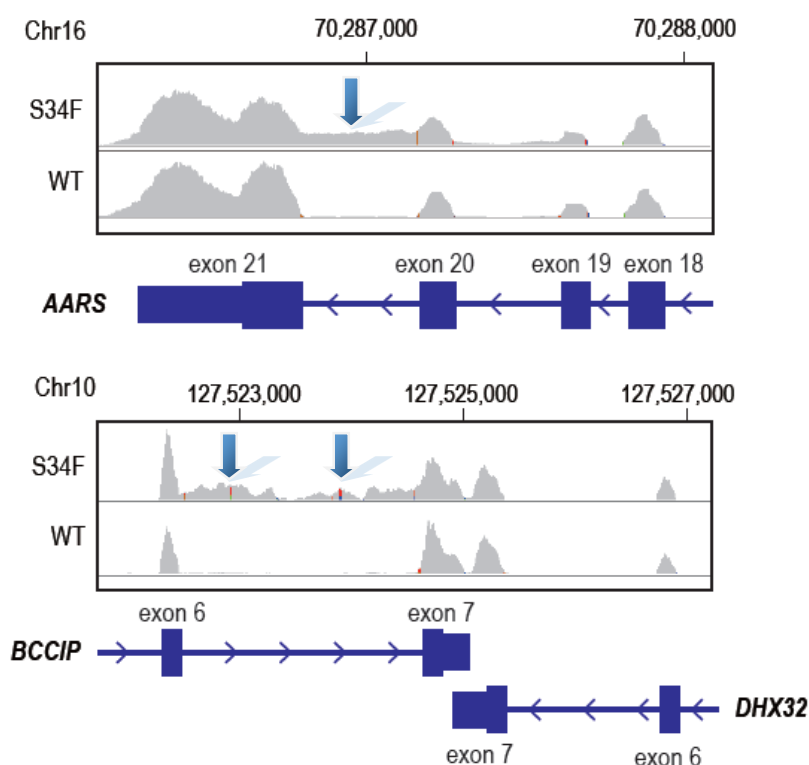 Chr16 70,287,000 70,288,000
S34F
WT
exon 21 exon 20 exon 19 exon 18
AARS
Chr10 127,523,000 127,525,000 127,527,000
S34F
WT
exon 6 exon 7
BCCIP
DHX32
exon 7 exon 6